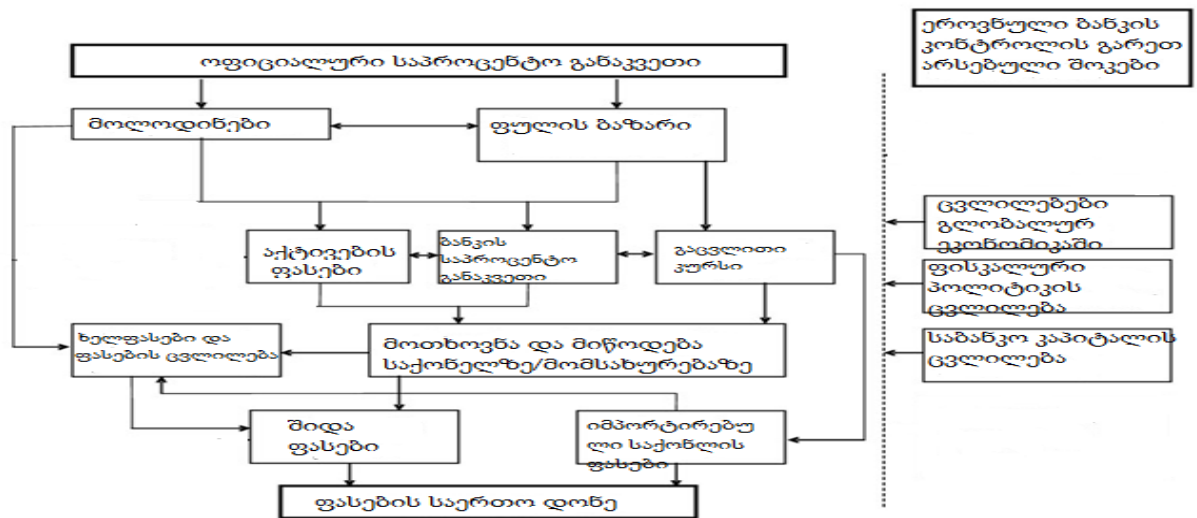 ოფიციალური საპროცენტო განაკვეთი
მოლოდინები
ფულის ბაზარი
აქტივების
ფასები
ბანკის
საპროცენტო
განაკვეთი
გაცვლითი
კურსი
ხელფასები და
ფასების ცვლილება
მოთხოვნა და მიწოდება
საქონელზე/მომსახურებაზე
შიდა
ფასები
იმპორტირებუ
ლი საქონლის
ფასები
ფასების საერთო დონე
ეროვნული ბანკის
კონტროლის გარეთ
არსებული შოკები
ცვლილებები
გლობალურ
ეკონომიკაში
ფისკალური
პოლიტიკის
ცვლილება
საბანკო კაპიტალის
ცვლილება